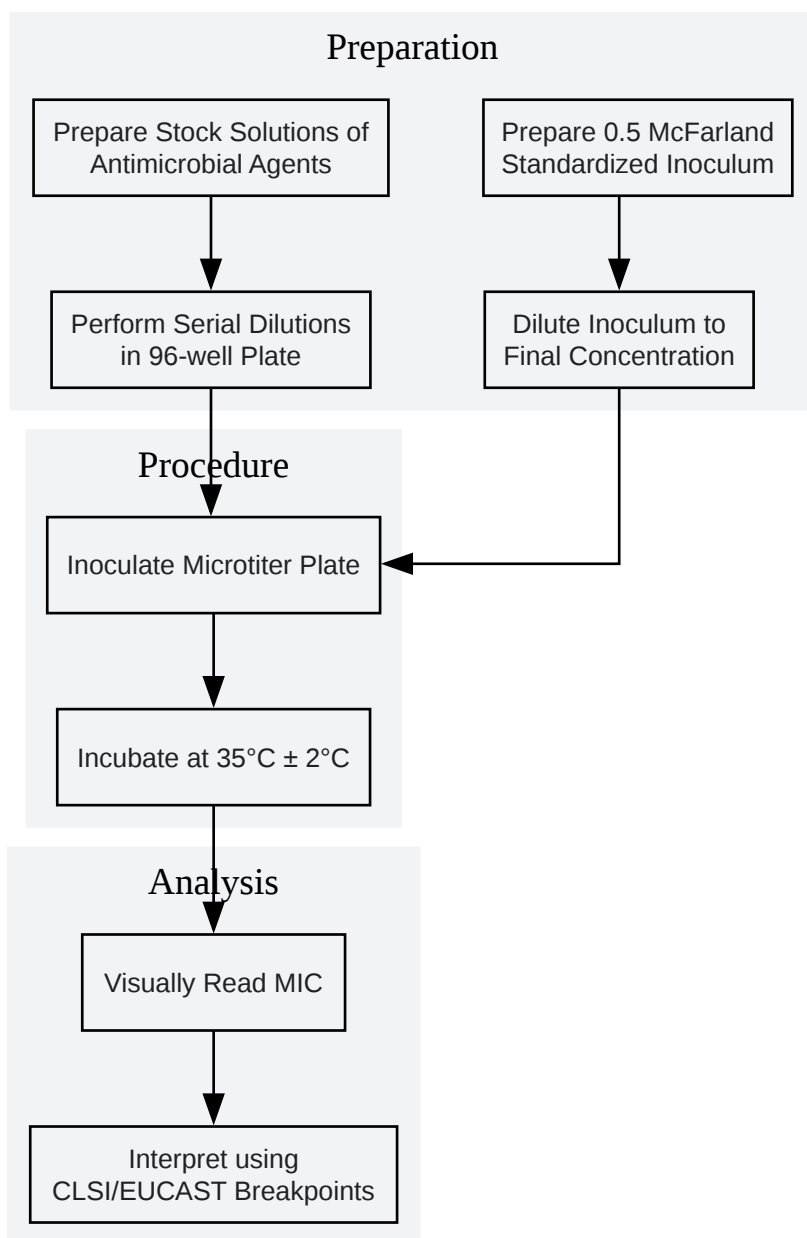 Preparation
Prepare Stock Solutions of
Antimicrobial Agents
Prepare 0.5 McFarland
Standardized Inoculum
Perform Serial Dilutions
in 96-well Plate
Dilute Inoculum to
Final Concentration
Procedure
Inoculate Microtiter Plate
Incubate at 35°C ± 2°C
Analysis
Visually Read MIC
Interpret using
CLSI/EUCAST Breakpoints